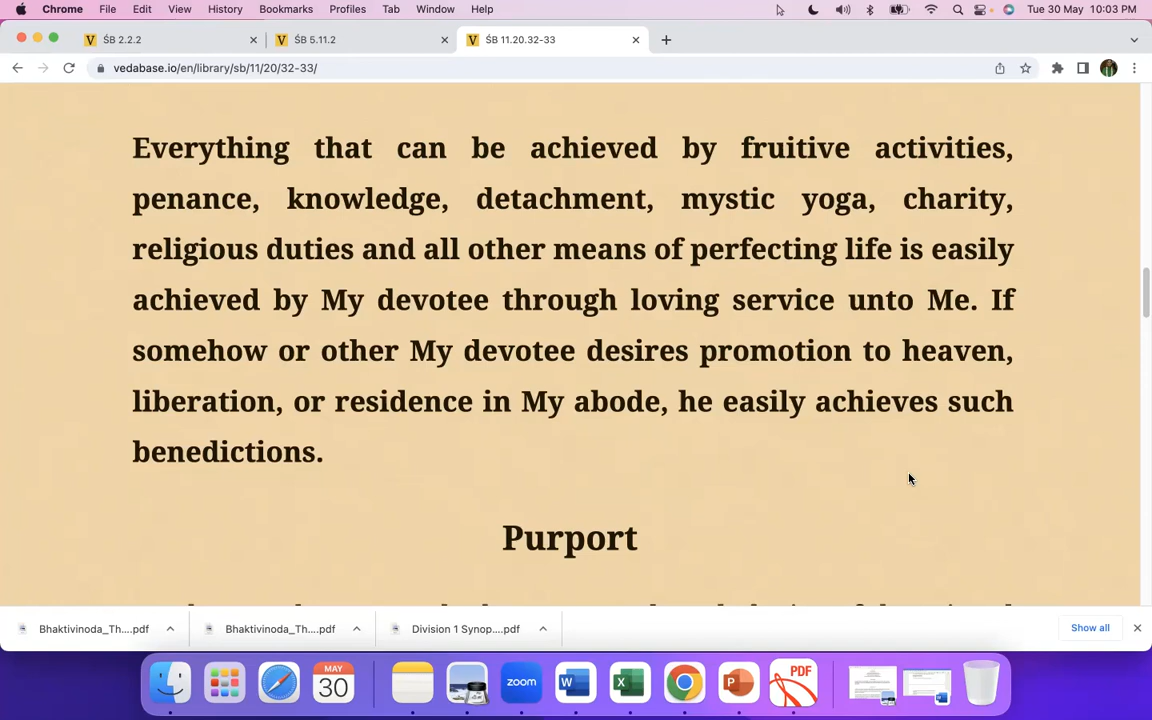 Chrome File Edit View History Bookmarks Profiles Tab Window Help Tue 30 May 10:03 PM
V ŚB 2.2.2 V ŚB 5.11.2 V ŚB 11.20.32-33
vedabase.io/en/library/sb/11/20/32-33/
Everything that can be achieved by fruitive activities,
penance, knowledge, detachment, mystic yoga, charity,
religious duties and all other means of perfecting life is easily
achieved by My devotee through loving service unto Me. If
somehow or other My devotee desires promotion to heaven,
liberation, or residence in My abode, he easily achieves such
benedictions.
Purport
Bhaktivinoda_Th....pdf Bhaktivinoda_Th....pdf Division 1 Synop....pdf Show all
MAY
30 zoom W X P PDF